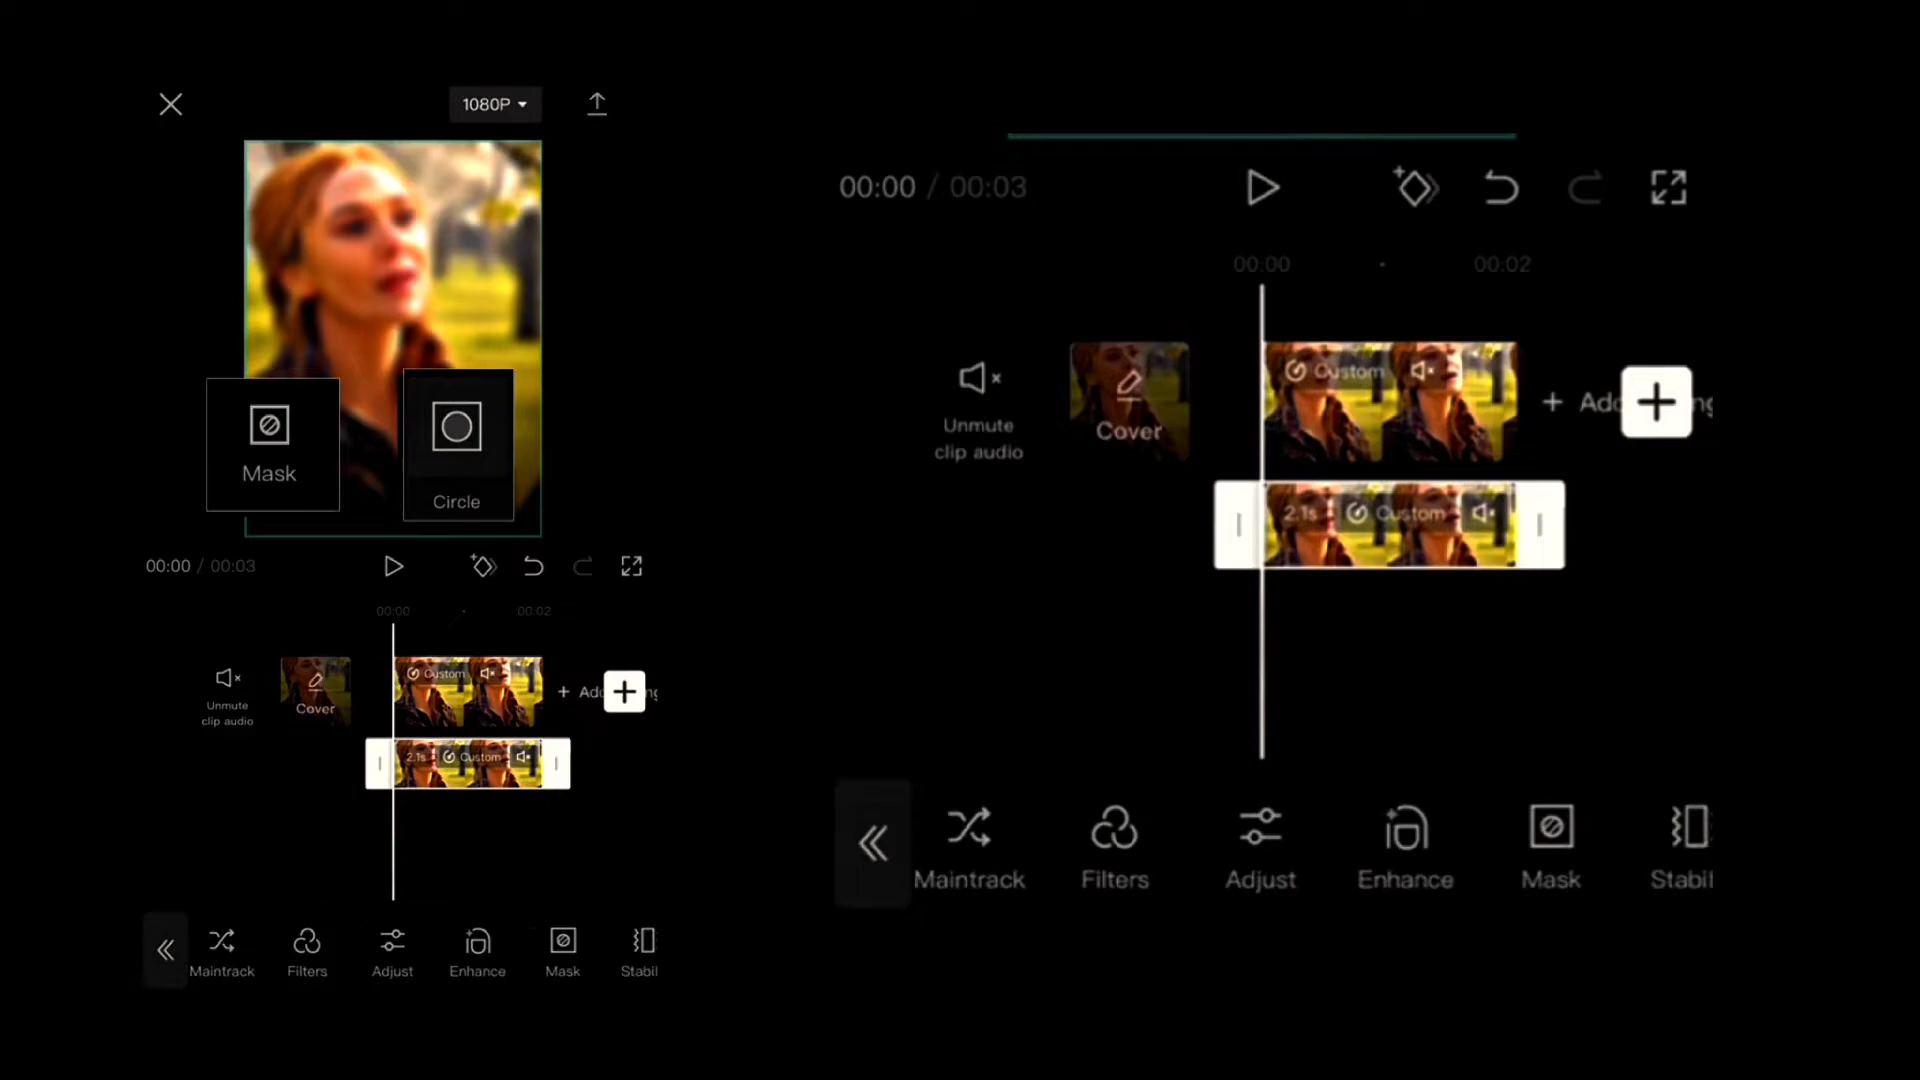 1080P
Mask
Circle
00:00 / 00:03
00:00
00:02
Unmute
clip audio
Cover
Custom
+ Add
2.1s
Custom
Maintrack
Filters
Adjust
Enhance
Mask
Stabil
00:00 / 00:03
00:00
00:02
Unmute
clip audio
Cover
Custom
+ Add
2.1s
Custom
Maintrack
Filters
Adjust
Enhance
Mask
Stabil